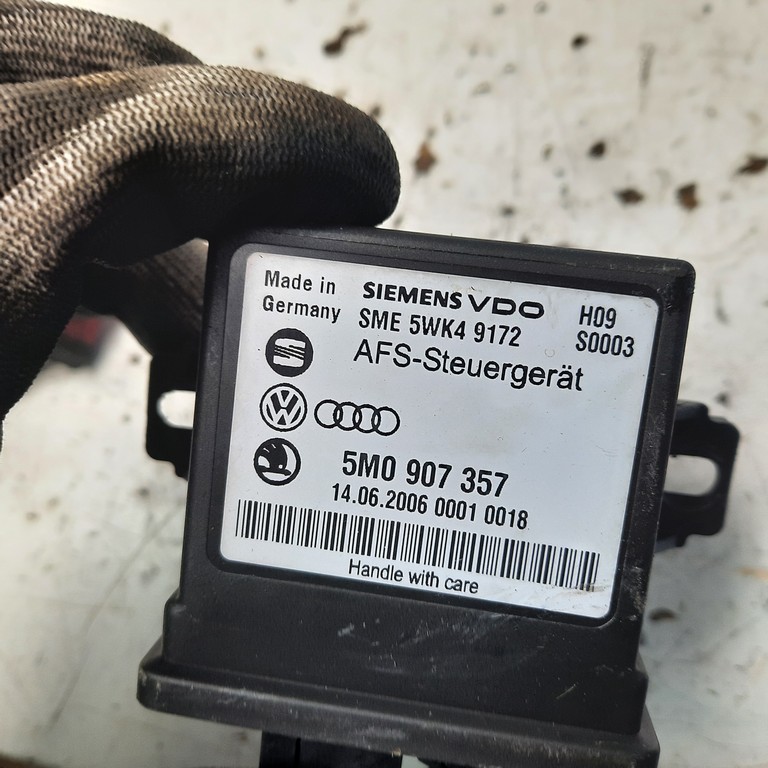 Made in
Germany
SIEMENS VDO
SME 5WK4 9172
H09
S0003
AFS-Steuergerät
5M0 907 357
14.06.2006 0001 0018
Handle with care